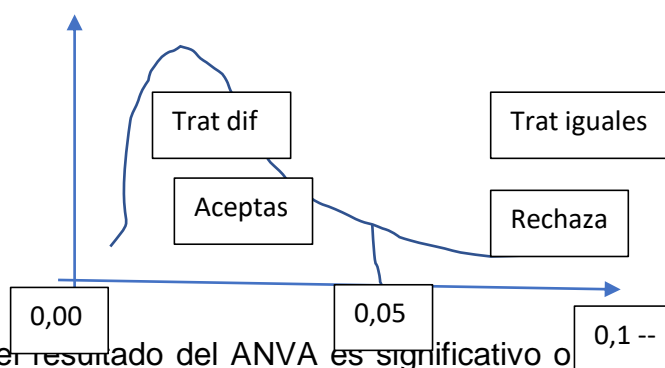 Trat dif
Trat iguales
Aceptas
Rechaza
0,00
0,05
0,1 --
el resultado del ANVA es significativo o